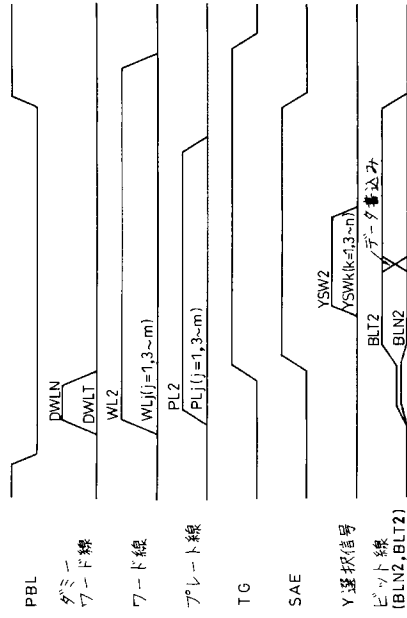 PBL
ダミー
ワード線
DWLN
DWLT
ワード線
WL2
WLj(j=1,3~m)
プレート線
PL2
PLj(j=1,3~m)
TG
SAE
Y選択信号
YSW2
YSWk(k=1,3~n)
ビット線
(BLN2,BLT2)
BLT2
BLN2
データ書込み